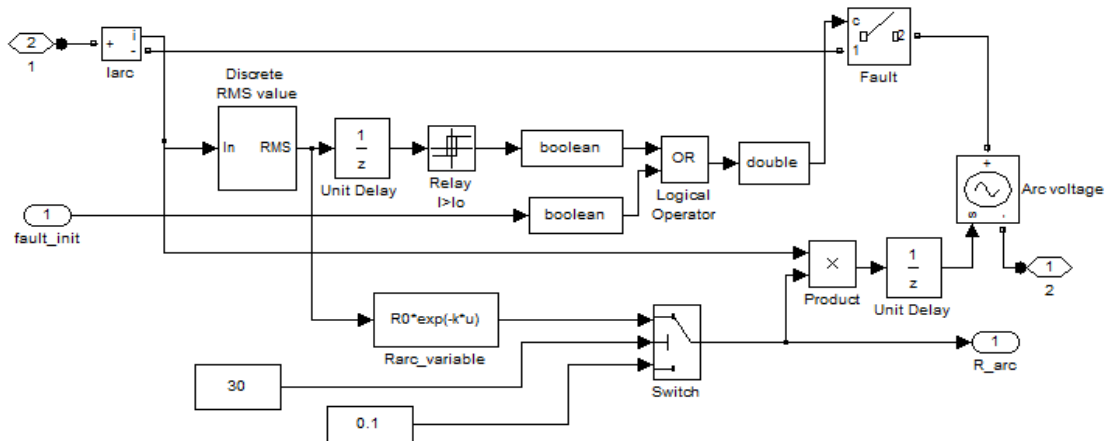 2
1
+
i
-
Iarc
c
1
2
Fault
Discrete
RMS value
In
RMS
1
z
Unit Delay
Relay
I>Io
boolean
OR
Logical
Operator
double
+
s
-
Arc voltage
1
fault_init
boolean
×
Product
1
z
Unit Delay
1
2
R0*exp(-k*u)
Rarc_variable
Switch
1
R_arc
30
0.1